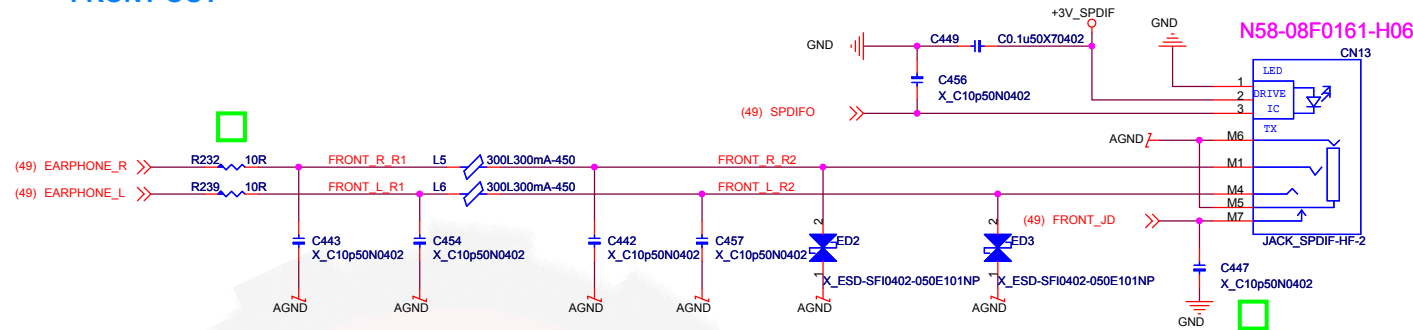 FRONT OUT
+3V_SPDIF
GND
N58-08F0161-H06
GND
C449
C0.1u50X70402
CN13
C456
X_C10p50N0402
1
LED
2
DRIVE
3
IC
TX
(49) SPDIFO
AGND
M6
(49) EARPHONE_R
R232
10R
FRONT_R_R1
L5
300L300mA-450
FRONT_R_R2
M1
(49) EARPHONE_L
R239
10R
FRONT_L_R1
L6
300L300mA-450
FRONT_L_R2
M4
M5
(49) FRONT_JD
M7
JACK_SPDIF-HF-2
C443
X_C10p50N0402
C454
X_C10p50N0402
C442
X_C10p50N0402
C457
X_C10p50N0402
2
ED2
1
X_ESD-SFI0402-050E101NP
2
ED3
1
X_ESD-SFI0402-050E101NP
C447
X_C10p50N0402
AGND
AGND
AGND
AGND
AGND
AGND
GND